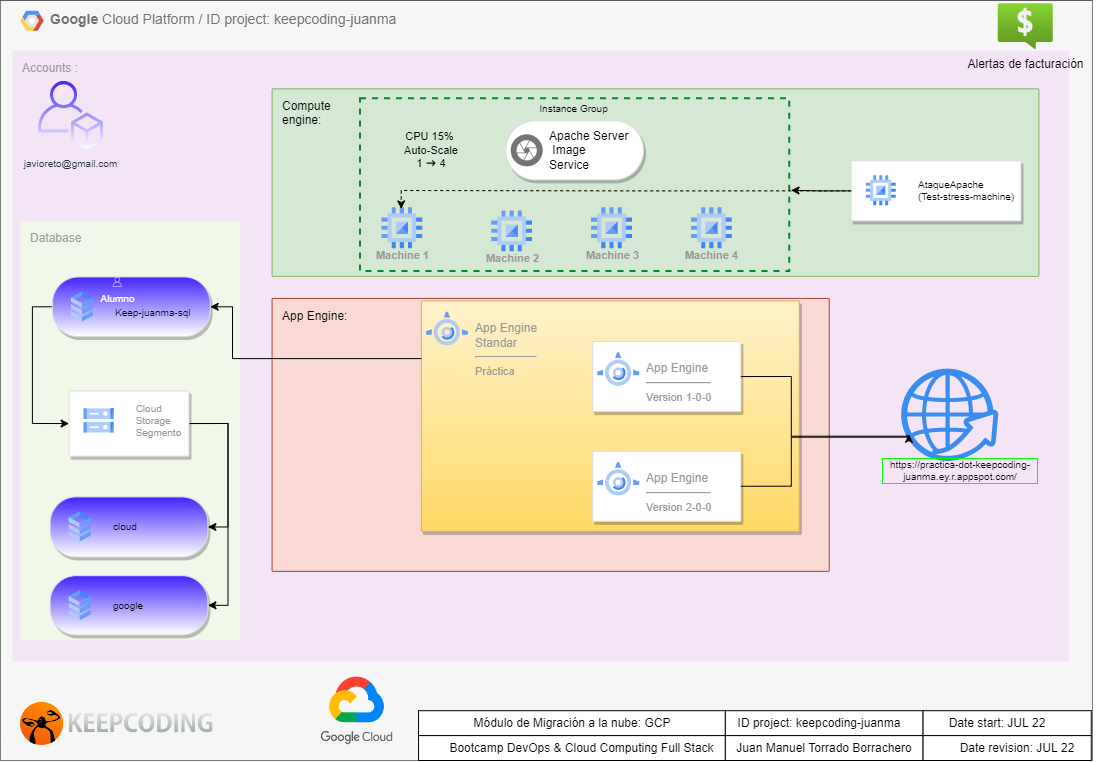 Google Cloud Platform / ID project: keepcoding-juanma
$
Alertas de facturación
Accounts :
javioreto@gmail.com
Compute
engine:
Instance Group
CPU 15%
Auto-Scale
1 → 4
Apache Server
Image
Service
AtaqueApache
(Test-stress-machine)
Machine 1
Machine 2
Machine 3
Machine 4
Database
Alumno
Keep-juanma-sql
Cloud
Storage
Segmento
cloud
google
App Engine:
App Engine
Standar
Práctica
App Engine
Version 1-0-0
App Engine
Version 2-0-0
https://practica-dot-keepcoding-
juanma.ey.r.appspot.com/
KEEPCODING
Google Cloud
Módulo de Migración a la nube: GCP
ID project: keepcoding-juanma
Date start: JUL 22
Bootcamp DevOps & Cloud Computing Full Stack
Juan Manuel Torrado Borrachero
Date revision: JUL 22